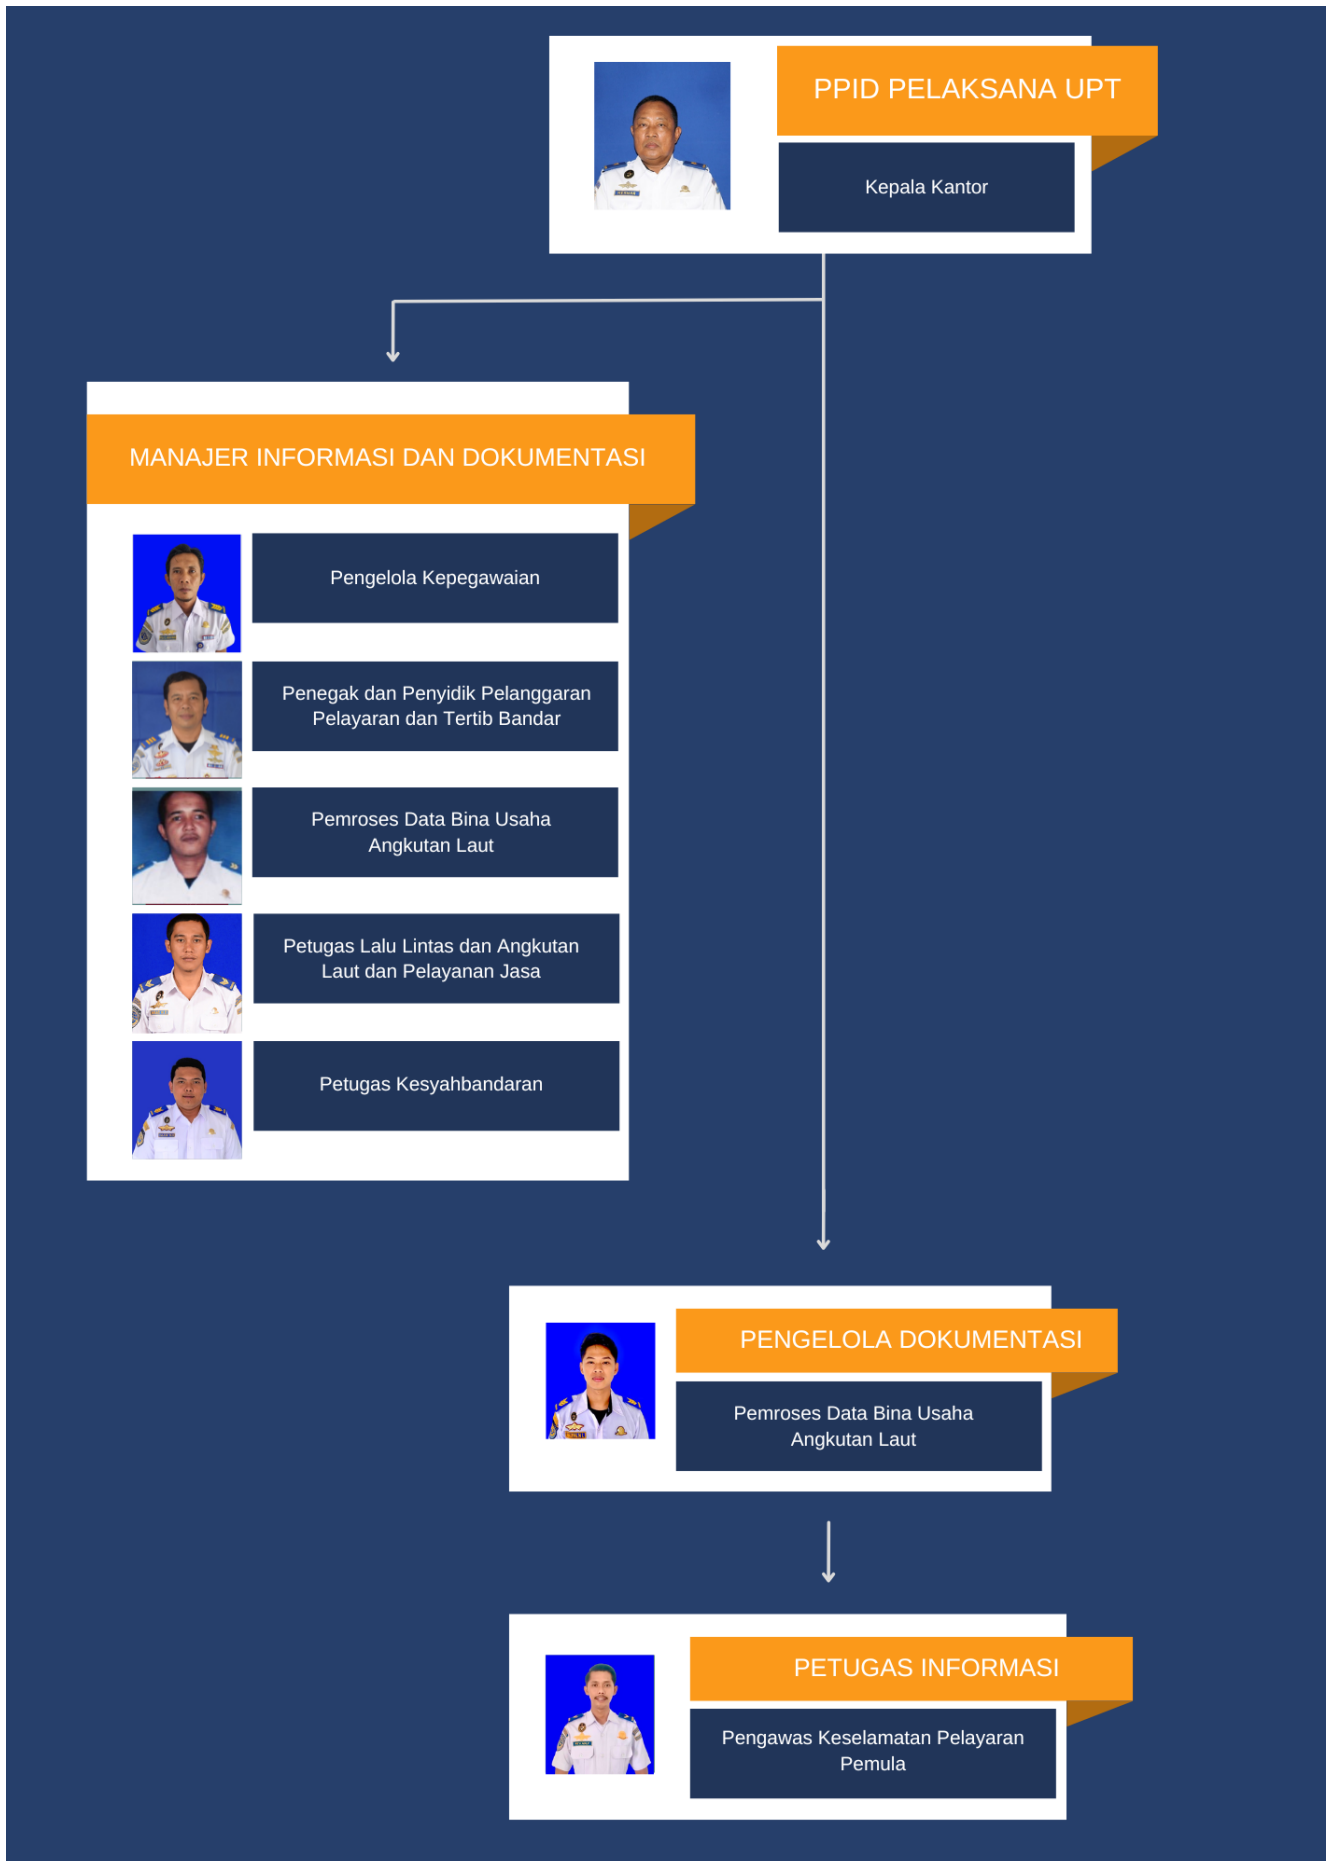 PPID PELAKSANA UPT
Kepala Kantor
MANAJER INFORMASI DAN DOKUMENTASI
Pengelola Kepegawaian
Penegak dan Penyidik Pelanggaran
Pelayaran dan Tertib Bandar
Pemroses Data Bina Usaha
Angkutan Laut
Petugas Lalu Lintas dan Angkutan
Laut dan Pelayanan Jasa
Petugas Kesyahbandaran
PENGELOLA DOKUMENTASI
Pemroses Data Bina Usaha
Angkutan Laut
PETUGAS INFORMASI
Pengawas Keselamatan Pelayaran
Pemula